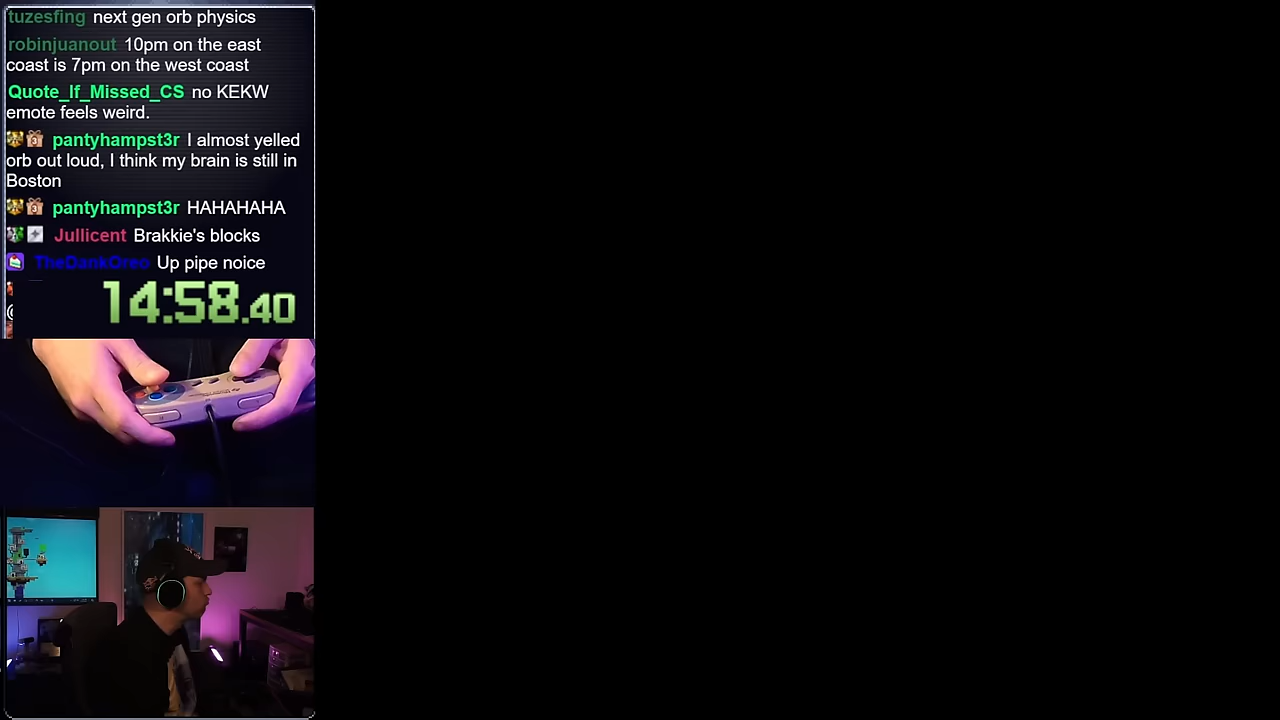 tuzesfing next gen orb physics
robinjuanout 10pm on the east
coast is 7pm on the west coast
Quote_If_Missed_CS no KEKW
emote feels weird.
pantyhampst3r I almost yelled
orb out loud, I think my brain is still in
Boston
pantyhampst3r HAHAHAHA
Jullicent Brakkie's blocks
TheDankOreo Up pipe noice
14:58.40